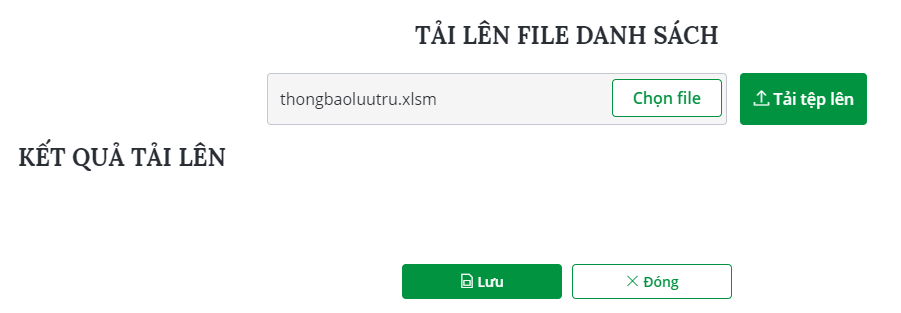 TẢI LÊN FILE DANH SÁCH
thongbaoluutru.xlsm Chọn file Tải tệp lên
KẾT QUẢ TẢI LÊN
Lưu Đóng